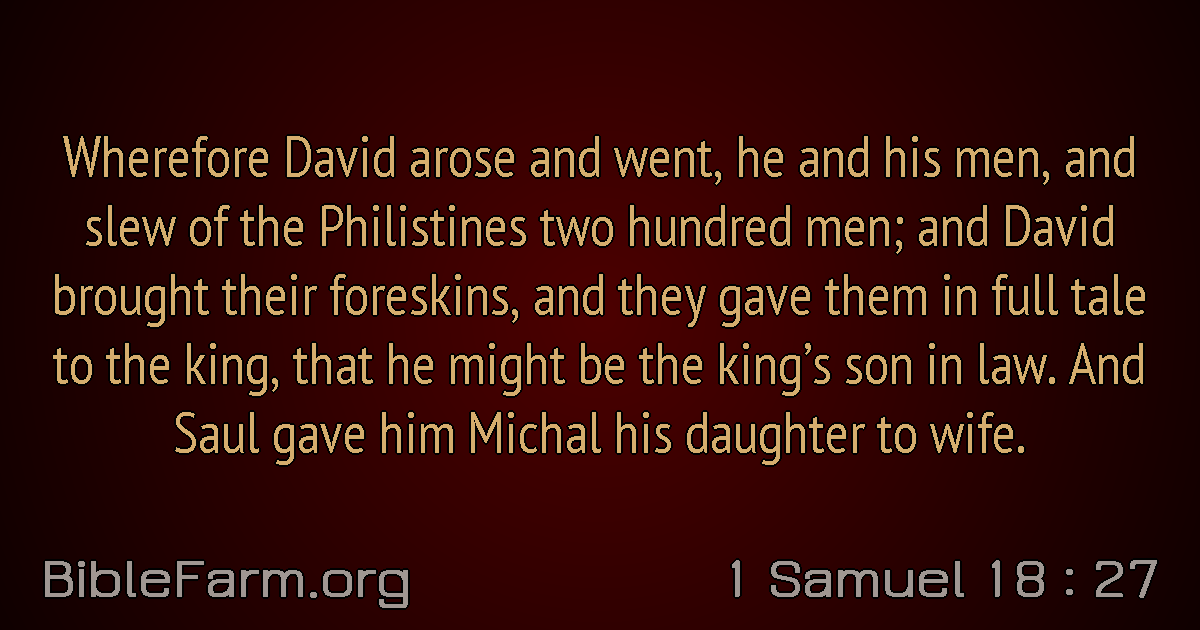 Wherefore David arose and went, he and his men, and
slew of the Philistines two hundred men; and David
brought their foreskins, and they gave them in full tale
to the king, that he might be the king’s son in law. And
Saul gave him Michal his daughter to wife.
BibleFarm.org
1 Samuel 18 : 27